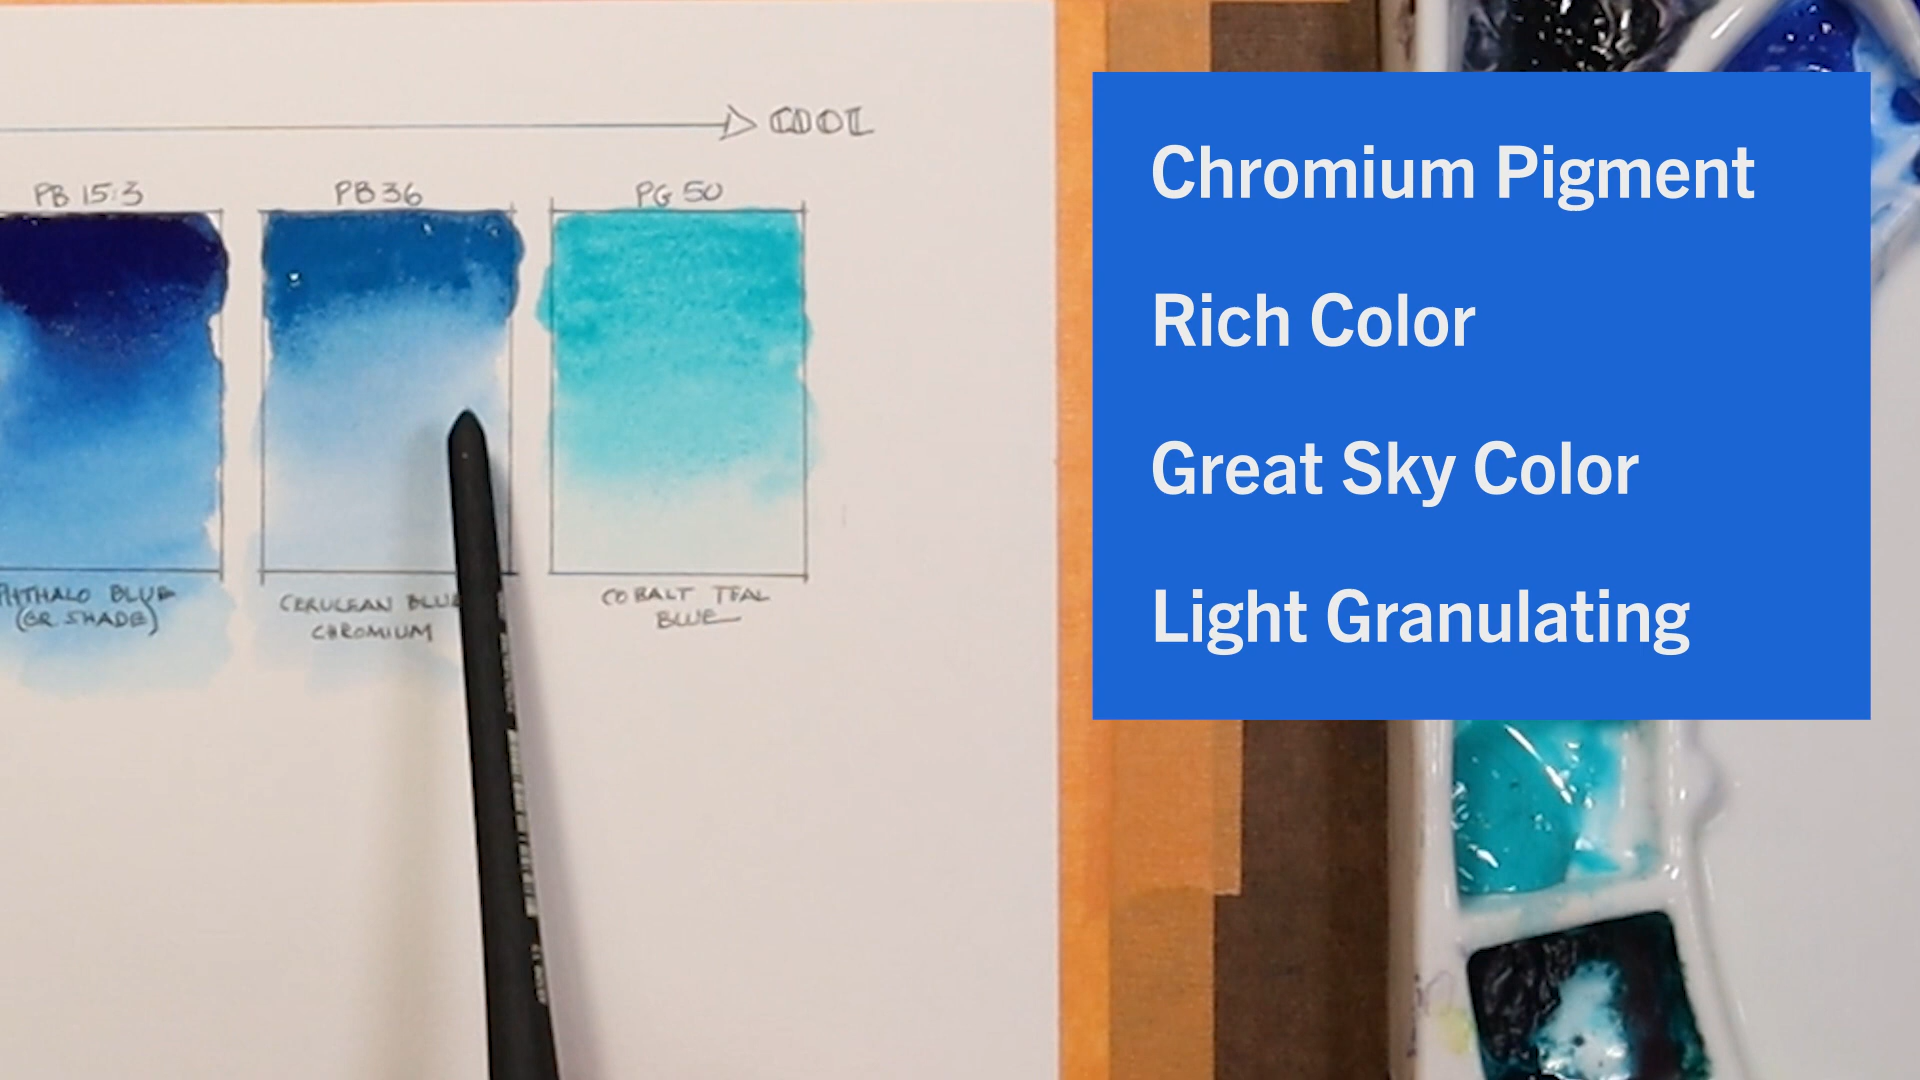 COOL
PB 15:3
PB 36
PG 50
PHTHALO BLUE
(GR. SHADE)
CERULEAN BLUE
CHROMIUM
COBALT TEAL
BLUE
Chromium Pigment
Rich Color
Great Sky Color
Light Granulating